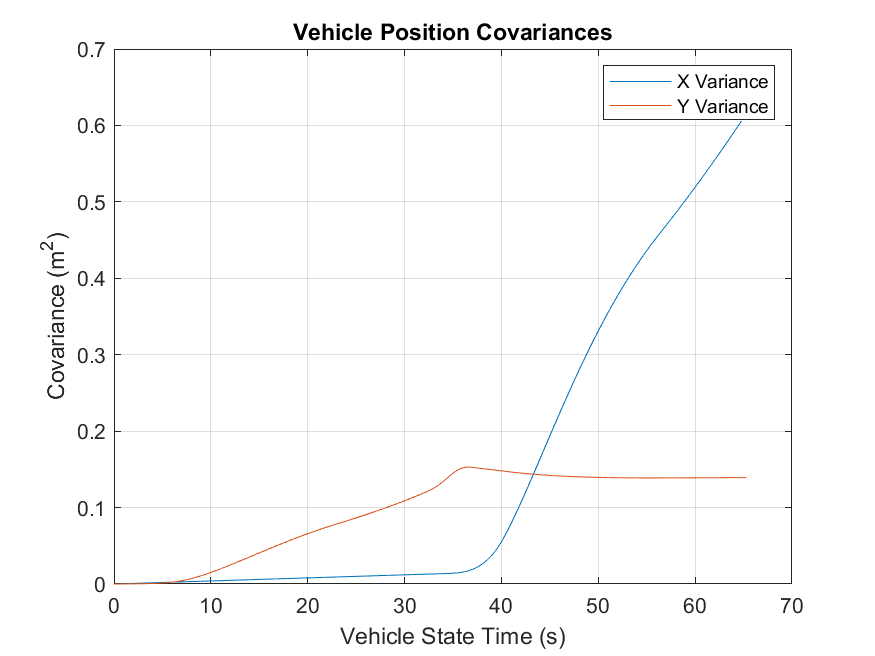 Vehicle Position Covariances
X Variance
Y Variance
Covariance (m²)
0.7
0.6
0.5
0.4
0.3
0.2
0.1
0
0 10 20 30 40 50 60 70
Vehicle State Time (s)